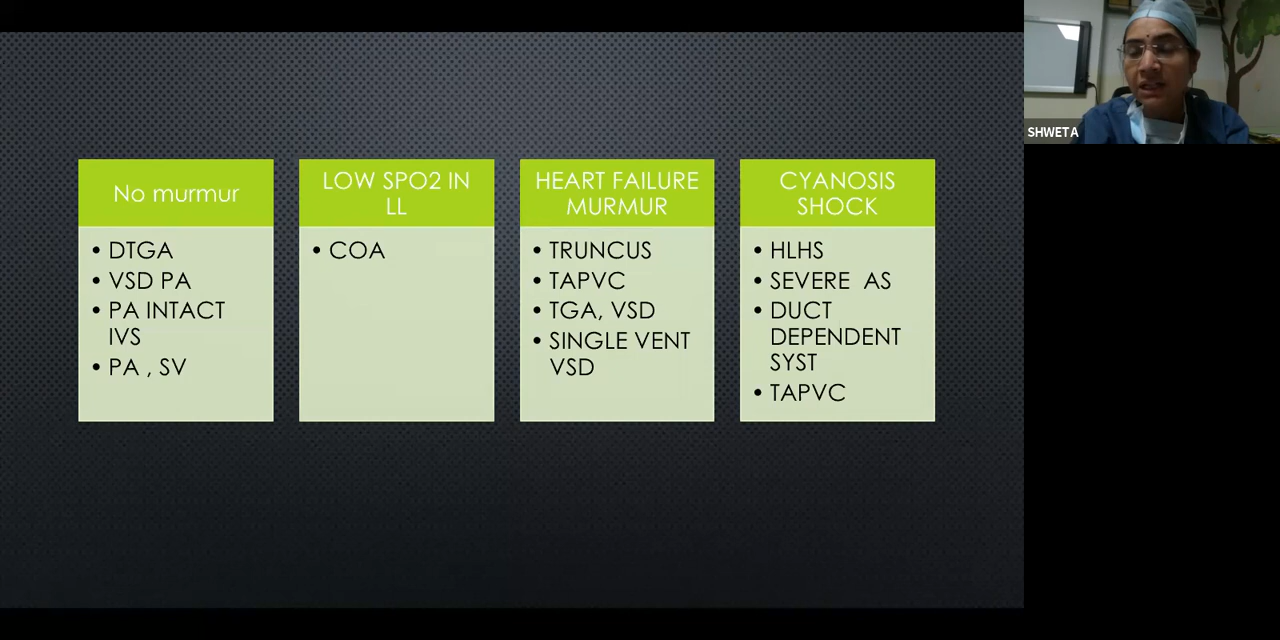 No murmur
• DTGA
• VSD PA
• PA INTACT
IVS
• PA , SV
LOW SPO2 IN
LL
• COA
HEART FAILURE
MURMUR
• TRUNCUS
• TAPVC
• TGA, VSD
• SINGLE VENT
VSD
CYANOSIS
SHOCK
• HLHS
• SEVERE AS
• DUCT
DEPENDENT
SYST
• TAPVC
SHWETA